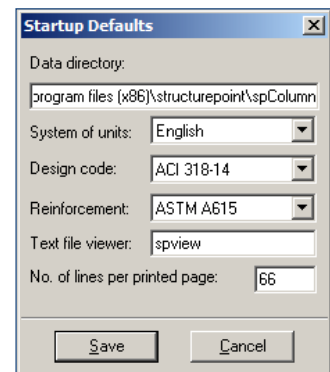 Startup Defaults
Data directory:
program files (x86)\structurepoint\spColumn
System of units: English
Design code: ACI 318-14
Reinforcement: ASTM A615
Text file viewer: spview
No. of lines per printed page: 66
Save Cancel